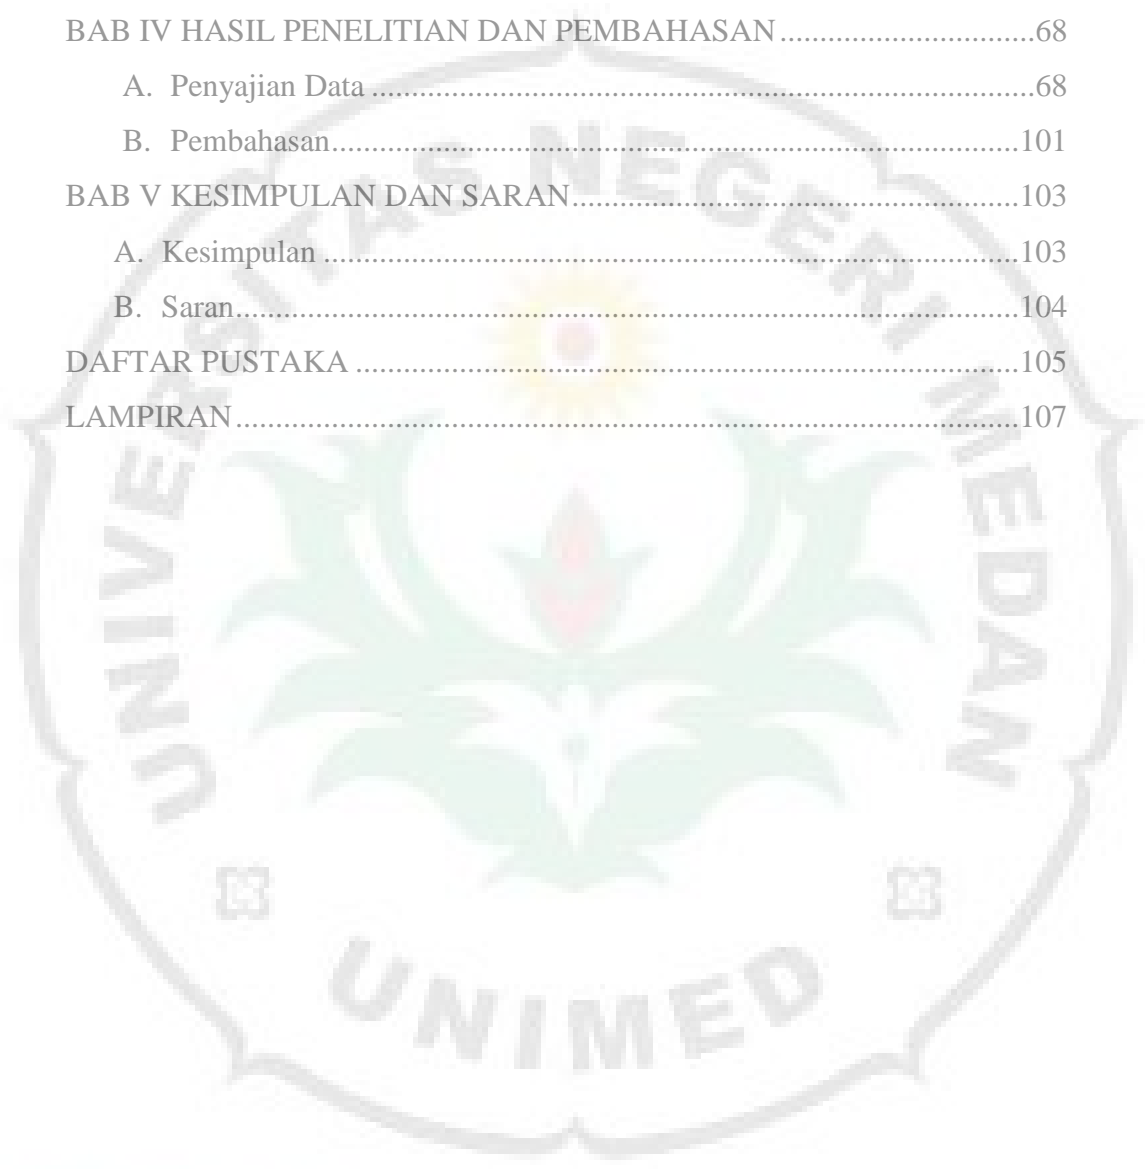 BAB IV HASIL PENELITIAN DAN PEMBAHASAN................................68
A. Penyajian Data....................................................................................68
B. Pembahasan.......................................................................................101
BAB V KESIMPULAN DAN SARAN........................................................103
A. Kesimpulan.......................................................................................103
B. Saran..................................................................................................104
DAFTAR PUSTAKA..................................................................................105
LAMPIRAN..................................................................................................107
UNIVERSITAS NEGERI MEDAN
UNIMED